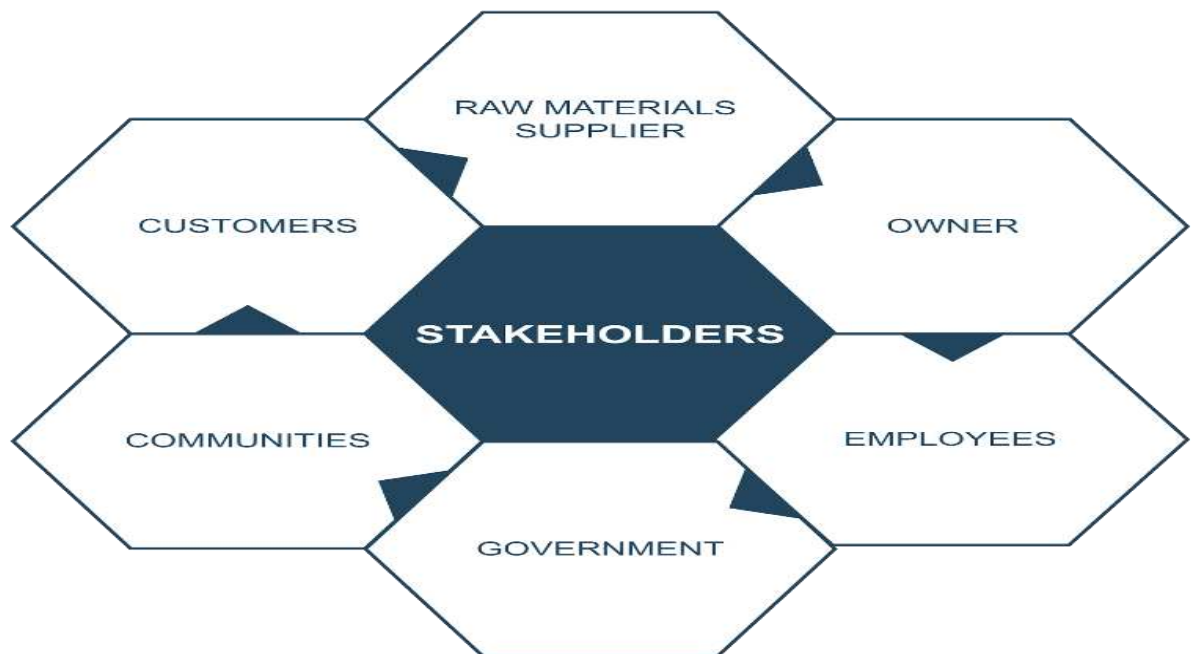 RAW MATERIALS
SUPPLIER
CUSTOMERS
OWNER
STAKEHOLDERS
COMMUNITIES
EMPLOYEES
GOVERNMENT